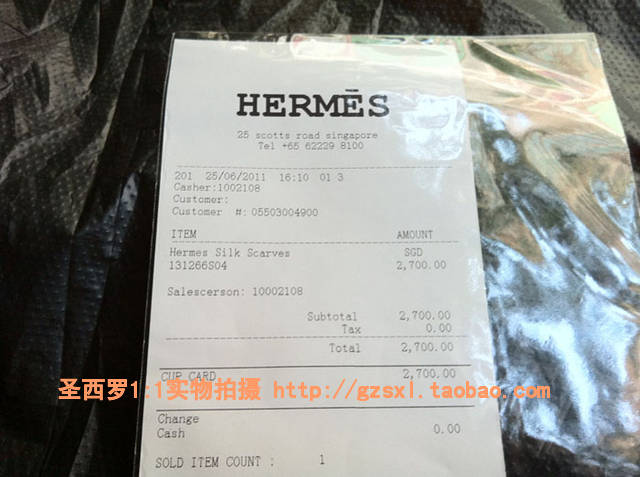 HERMĒS
25 scotts road singapore
Tel +65 62229 8100
201 25/06/2011 16:10 01 3
Casher:1002108
Customer:
Customer #: 05503004900
ITEM AMOUNT
Hermes Silk Scarves SGD
131266S04 2,700.00
Salescerson: 10002108
Subtotal 2,700.00
Tax 0.00
Total 2,700.00
CUP CARD 2,700.00
圣西罗1:1实物拍摄 http://gzsxl.taobao.com
Change
Cash 0.00
SOLD ITEM COUNT : 1